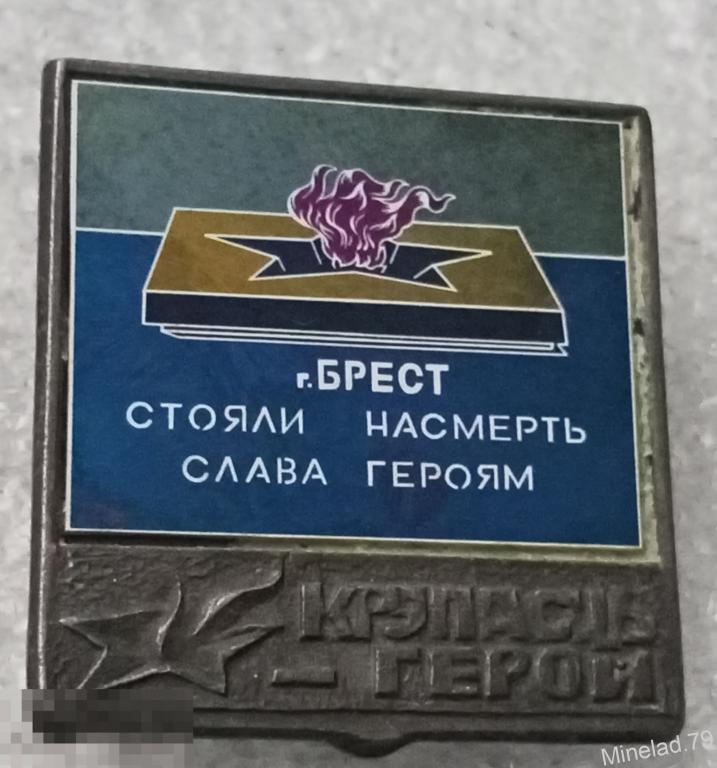 г. БРЕСТ
СТОЯЛИ НАСМЕРТЬ
СЛАВА ГЕРОЯМ
КРЭПАСЦЬ
– ГЕРОЙ
Minelad.79